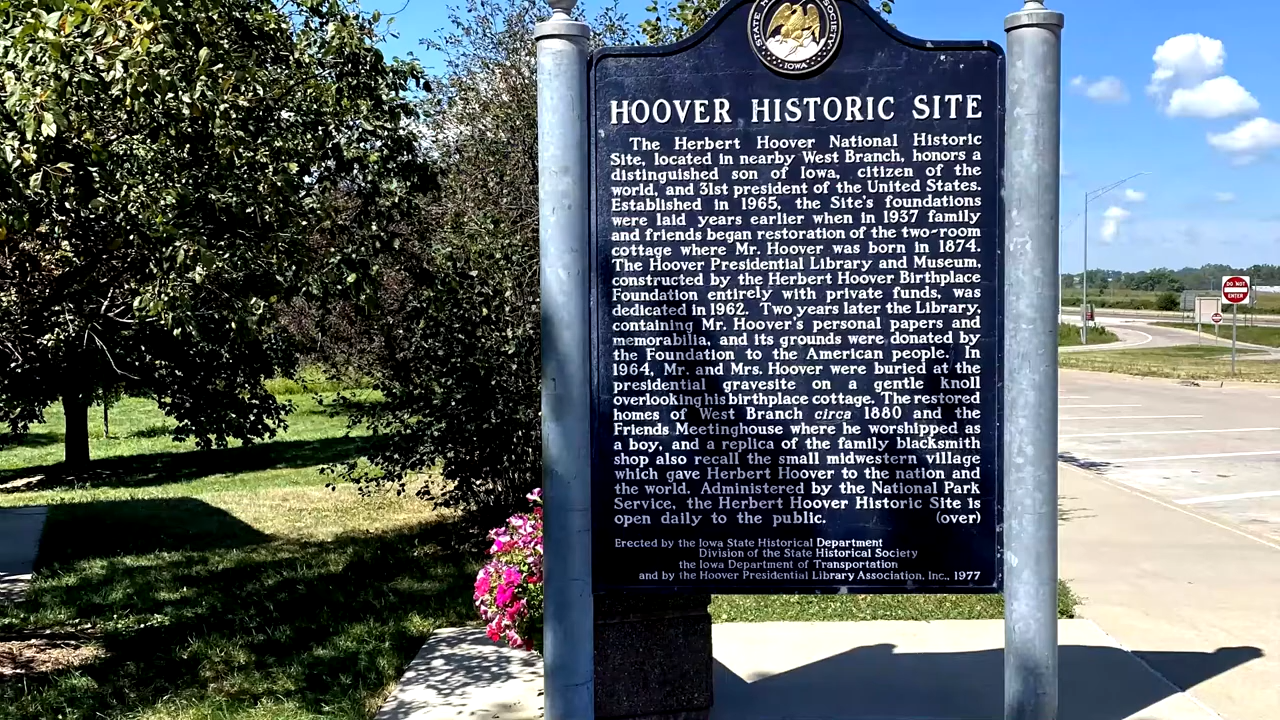 STATE SOCIETY
IOWA
HOOVER HISTORIC SITE
The Herbert Hoover National Historic
Site, located in nearby West Branch, honors a
distinguished son of Iowa, citizen of the
world, and 31st president of the United States.
Established in 1965, the Site's foundations
were laid years earlier when in 1937 family
and friends began restoration of the two-room
cottage where Mr. Hoover was born in 1874.
The Hoover Presidential Library and Museum,
constructed by the Herbert Hoover Birthplace
Foundation entirely with private funds, was
dedicated in 1962. Two years later the Library,
containing Mr. Hoover's personal papers and
memorabilia, and its grounds were donated by
the Foundation to the American people. In
1964, Mr. and Mrs. Hoover were buried at the
presidential gravesite on a gentle knoll
overlooking his birthplace cottage. The restored
homes of West Branch circa 1880 and the
Friends Meetinghouse where he worshipped as
a boy, and a replica of the family blacksmith
shop also recall the small midwestern village
which gave Herbert Hoover to the nation and
the world. Administered by the National Park
Service, the Herbert Hoover Historic Site is
open daily to the public. (over)
Erected by the Iowa State Historical Department
Division of the State Historical Society
the Iowa Department of Transportation
and by the Hoover Presidential Library Association, Inc., 1977
DO NOT
ENTER